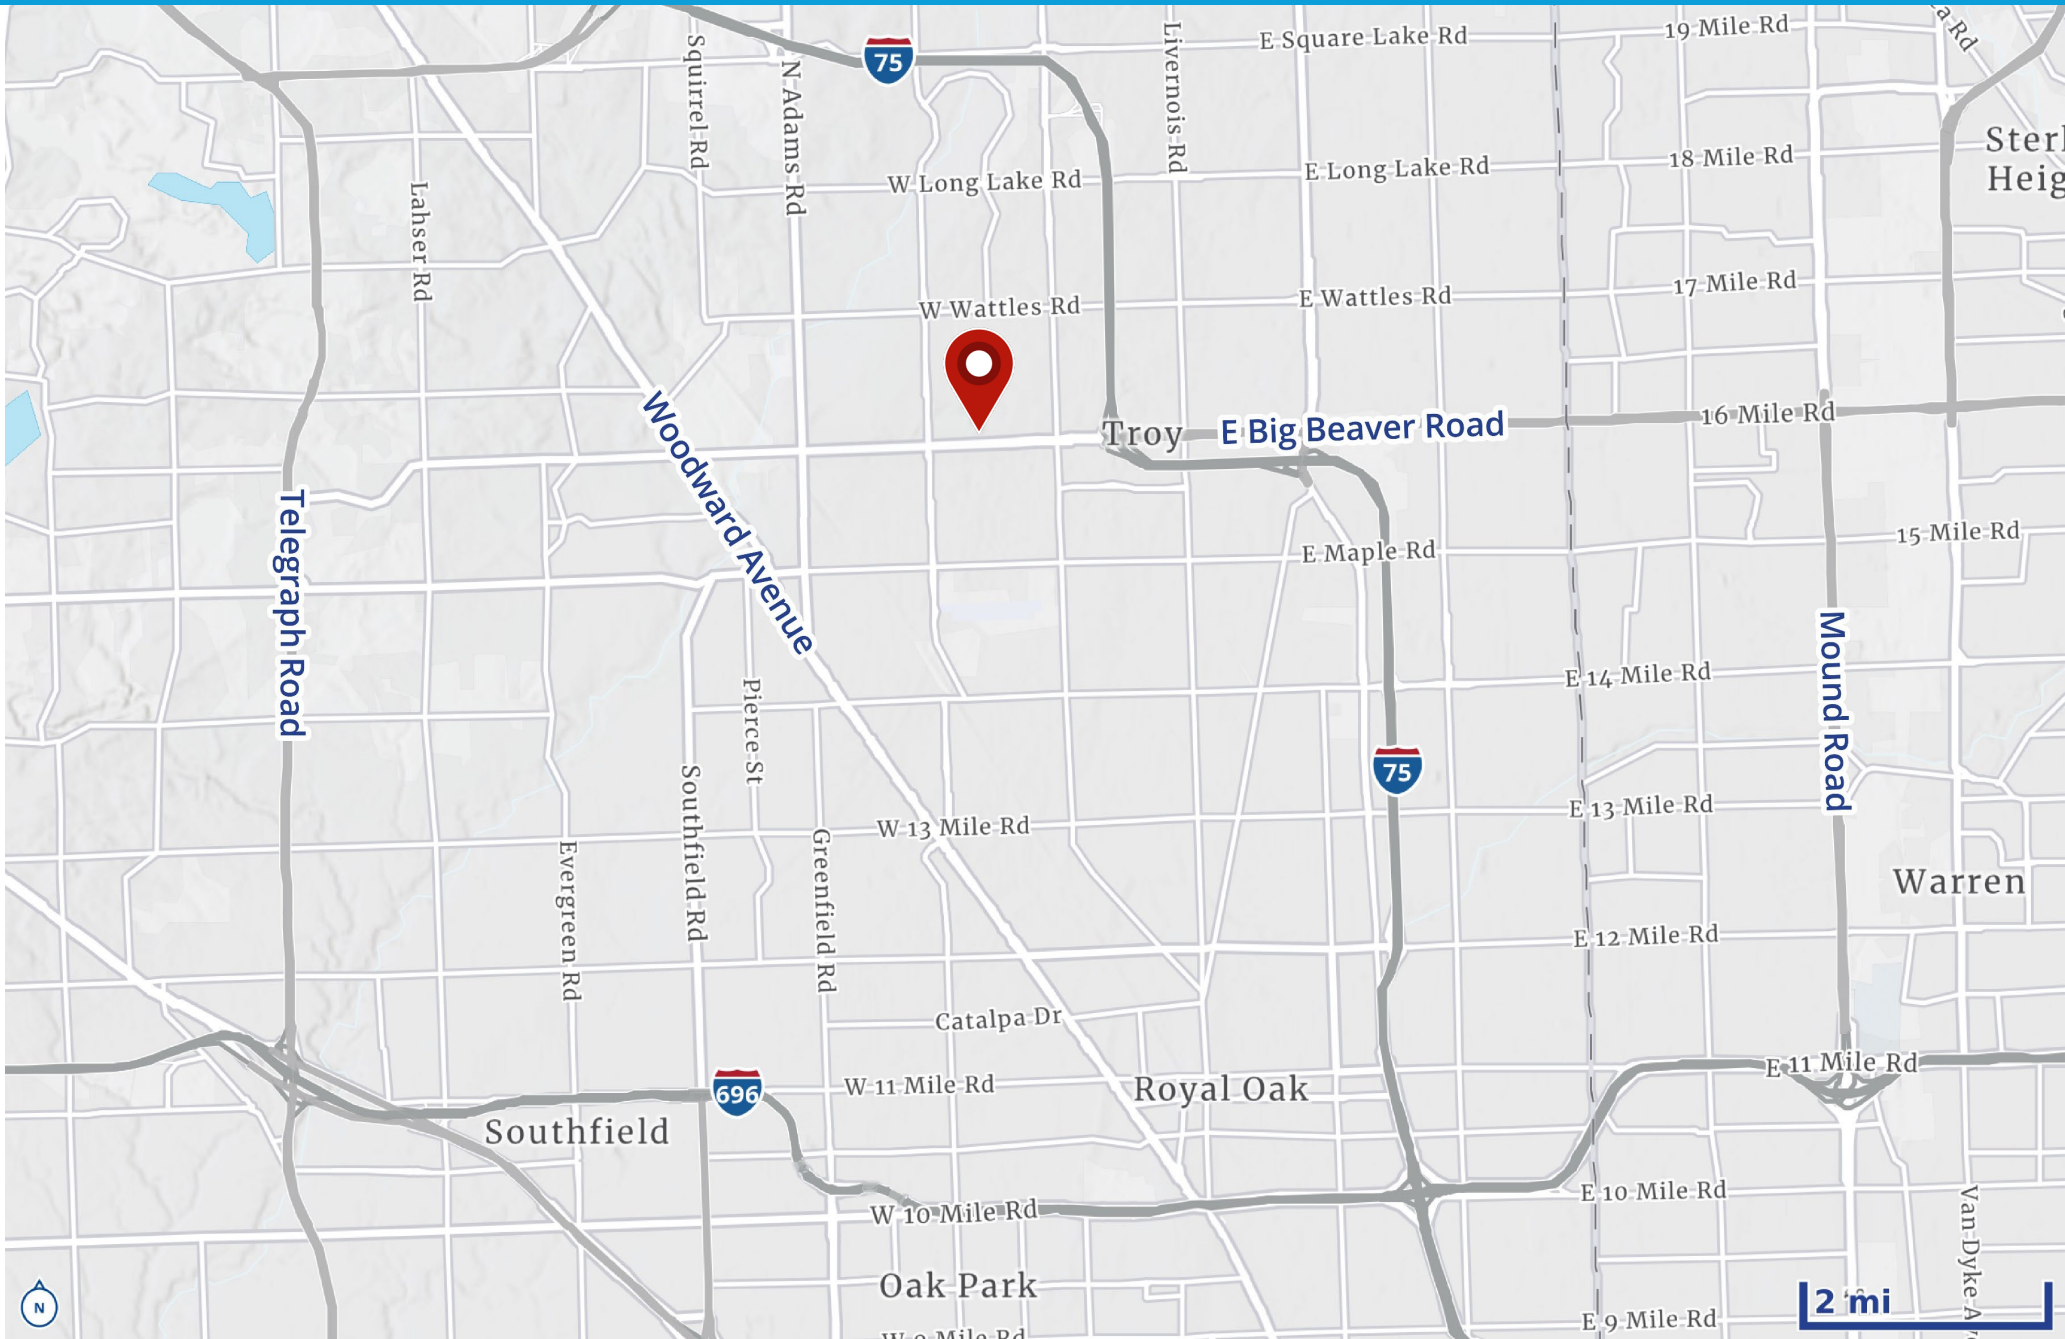 E Square Lake Rd
19 Mile Rd
75
Squirrel Rd
N Adams Rd
Livernois Rd
Sterl
Heig
W Long Lake Rd
E Long Lake Rd
18 Mile Rd
Lahser Rd
W Wattles Rd
E Wattles Rd
17 Mile Rd
Woodward Avenue
Troy
E Big Beaver Road
16 Mile Rd
Telegraph Road
E Maple Rd
15 Mile Rd
Mound Road
E 14 Mile Rd
Pierce St
75
Southfield Rd
W 13 Mile Rd
E 13 Mile Rd
Evergreen Rd
Greenfield Rd
Warren
E 12 Mile Rd
Catalpa Dr
696
W 11 Mile Rd
Royal Oak
E 11 Mile Rd
Southfield
W 10 Mile Rd
E 10 Mile Rd
Van Dyke A
Oak Park
N
2 mi
E 9 Mile Rd
W 9 Mile Rd